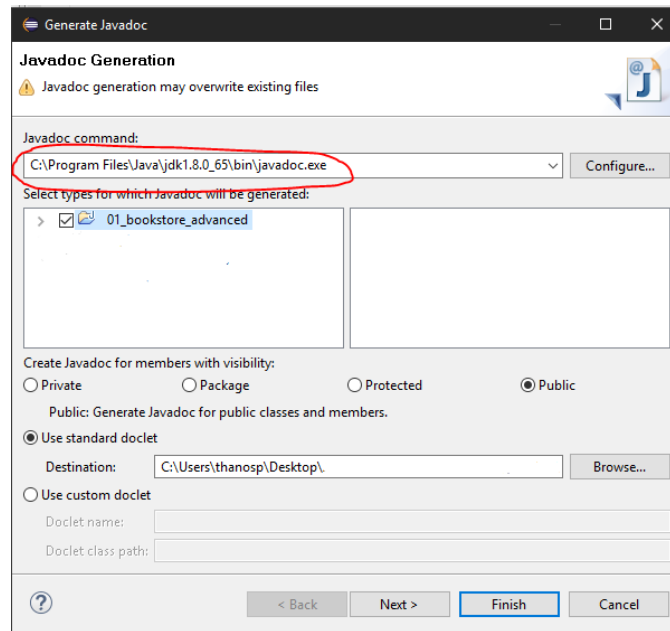 Generate Javadoc
Javadoc Generation
Javadoc generation may overwrite existing files
@
J
Javadoc command:
C:\Program Files\Java\jdk1.8.0_65\bin\javadoc.exe
Configure...
Select types for which Javadoc will be generated:
01_bookstore_advanced
Create Javadoc for members with visibility:
Private Package Protected Public
Public: Generate Javadoc for public classes and members.
Use standard doclet
Destination: C:\Users\thanosp\Desktop\. Browse...
Use custom doclet
Doclet name:
Doclet class path:
? < Back Next > Finish Cancel